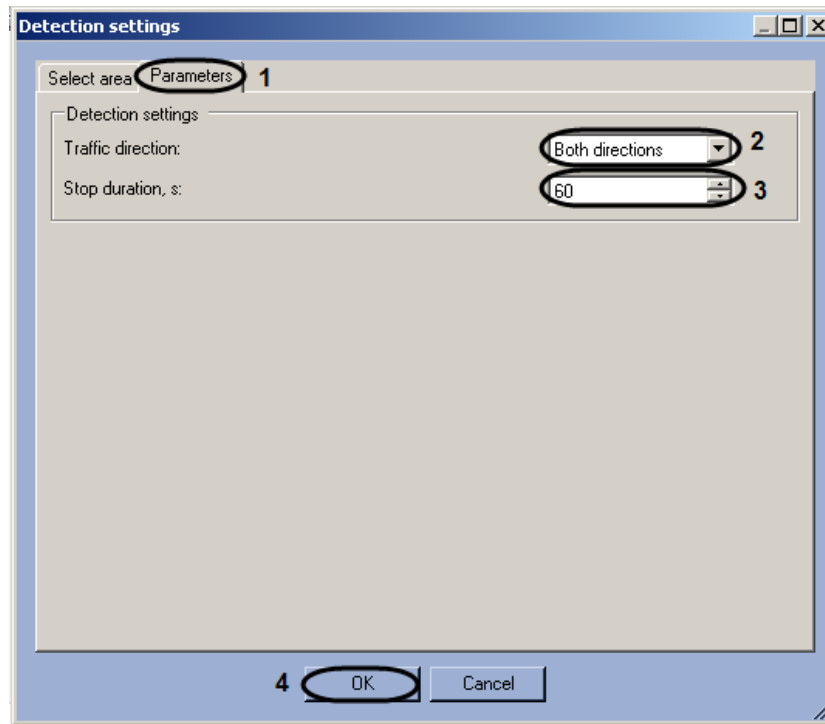 Detection settings
Select area Parameters 1
Detection settings
Traffic direction: Both directions 2
Stop duration, s: 60 3
4 OK Cancel